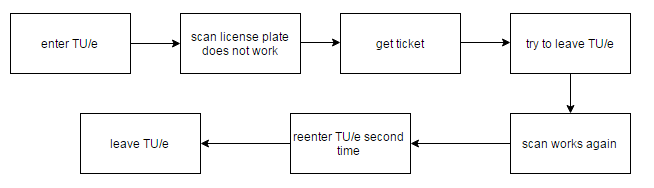 enter TU/e
scan license plate
does not work
get ticket
try to leave TU/e
scan works again
reenter TU/e second
time
leave TU/e